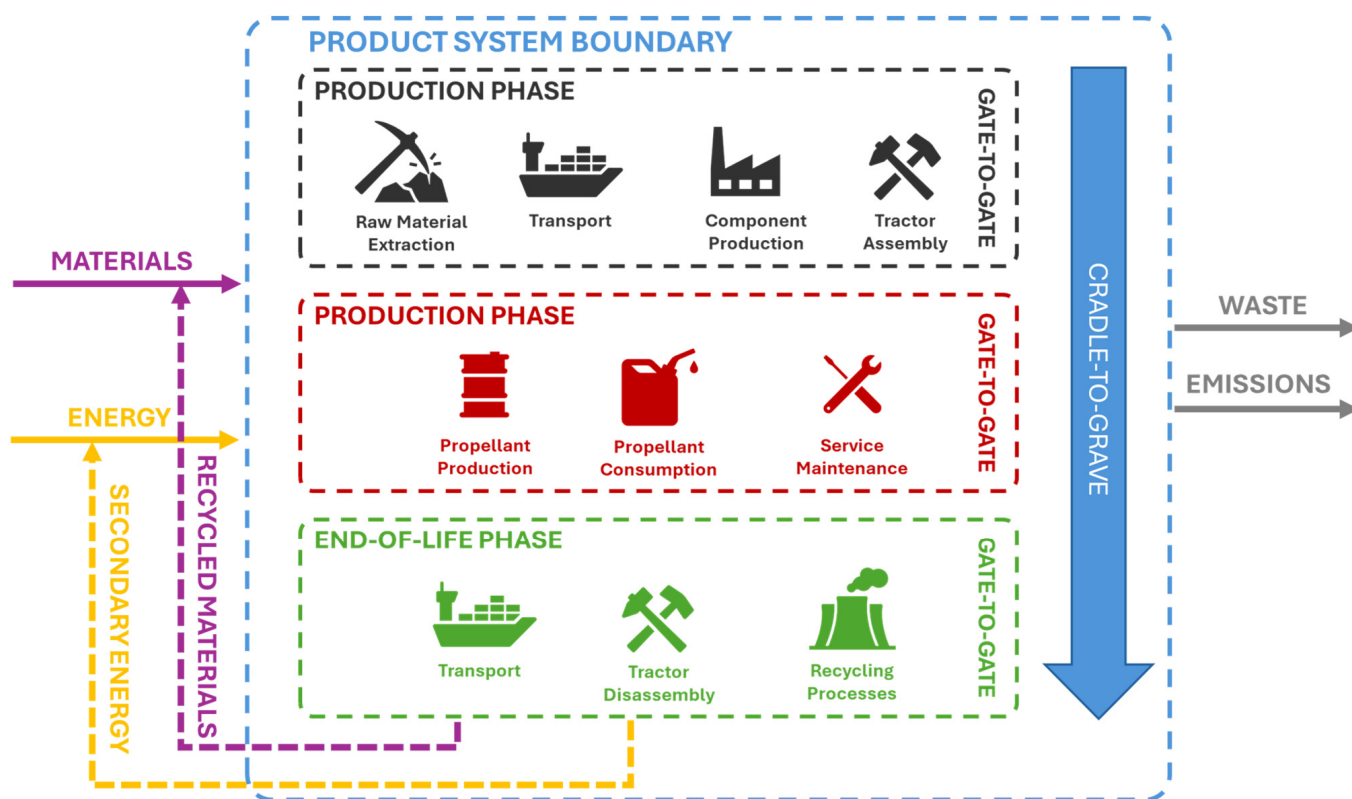 PRODUCT SYSTEM BOUNDARY
PRODUCTION PHASE
GATE-TO-GATE
Raw Material
Extraction
Transport
Component
Production
Tractor
Assembly
MATERIALS
ENERGY
RECYCLED MATERIALS
SECONDARY ENERGY
PRODUCTION PHASE
GATE-TO-GATE
Propellant
Production
Propellant
Consumption
Service
Maintenance
END-OF-LIFE PHASE
GATE-TO-GATE
Transport
Tractor
Disassembly
Recycling
Processes
CRADLE-TO-GRAVE
WASTE
EMISSIONS